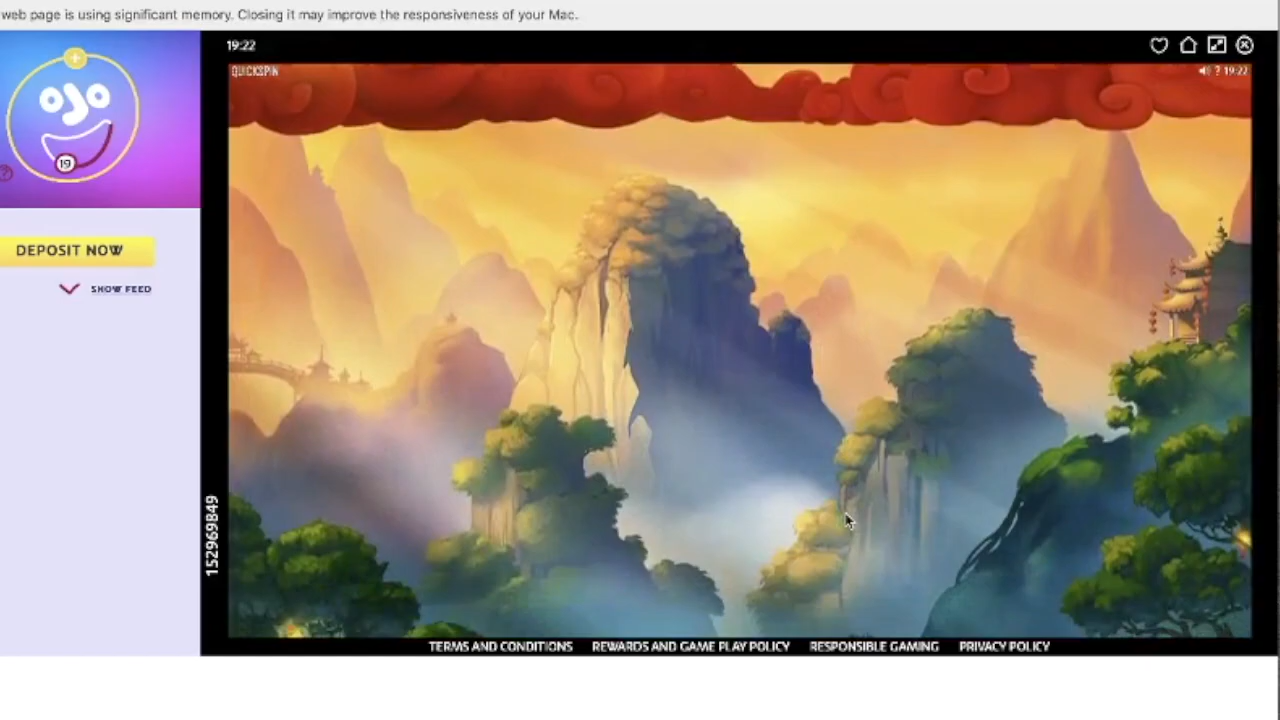 web page is using significant memory. Closing it may improve the responsiveness of your Mac.
19:22
QUICKSPIN
? 19:22
OJO
19
?
DEPOSIT NOW
SHOW FEED
152969849
TERMS AND CONDITIONS REWARDS AND GAME PLAY POLICY RESPONSIBLE GAMING PRIVACY POLICY